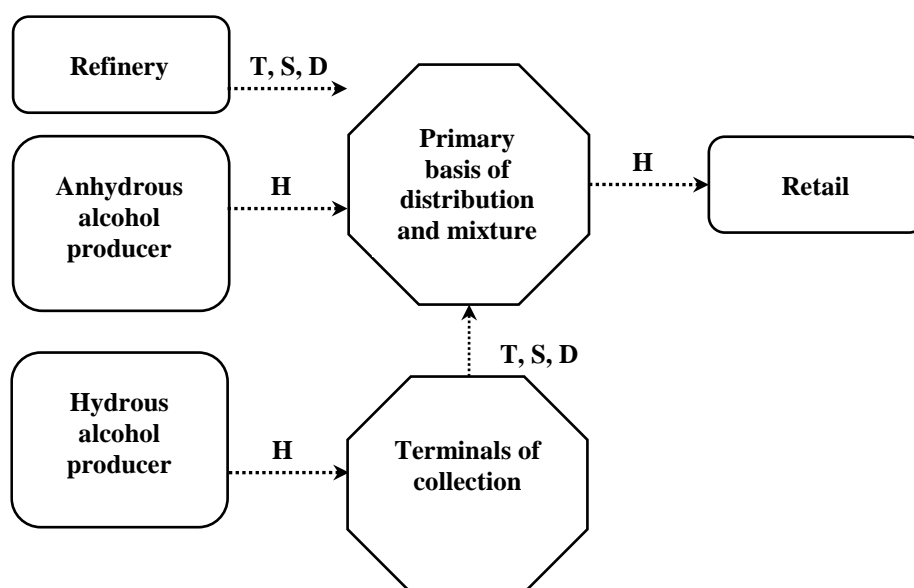 Refinery
T, S, D
Anhydrous
alcohol
producer
H
Primary
basis of
distribution
and mixture
H
Retail
T, S, D
Hydrous
alcohol
producer
H
Terminals of
collection